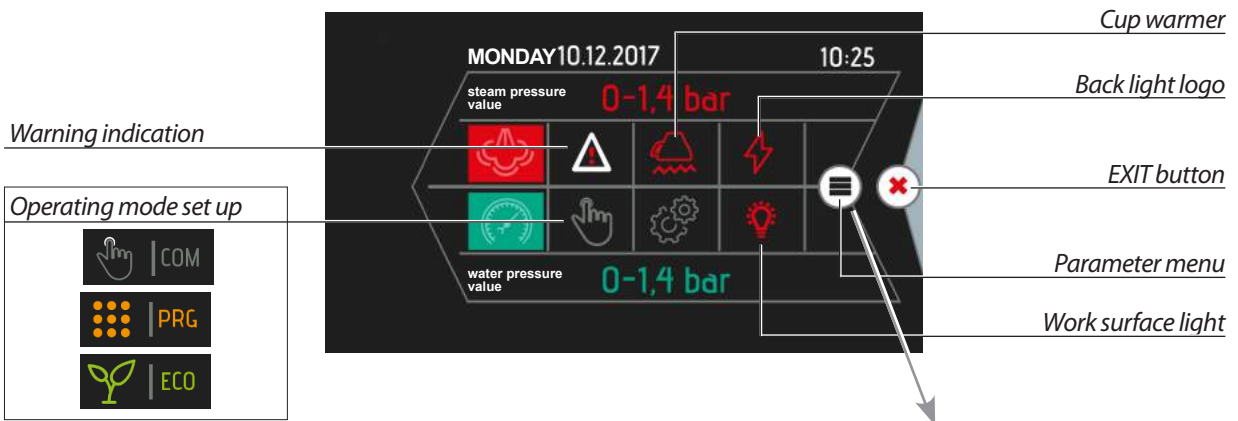 Cup warmer
MONDAY 10.12.2017 10:25
Back light logo
steam pressure
value
0-1,4 bar
Warning indication
EXIT button
Operating mode set up
COM
PRG
ECO
water pressure
value
0-1,4 bar
Parameter menu
Work surface light